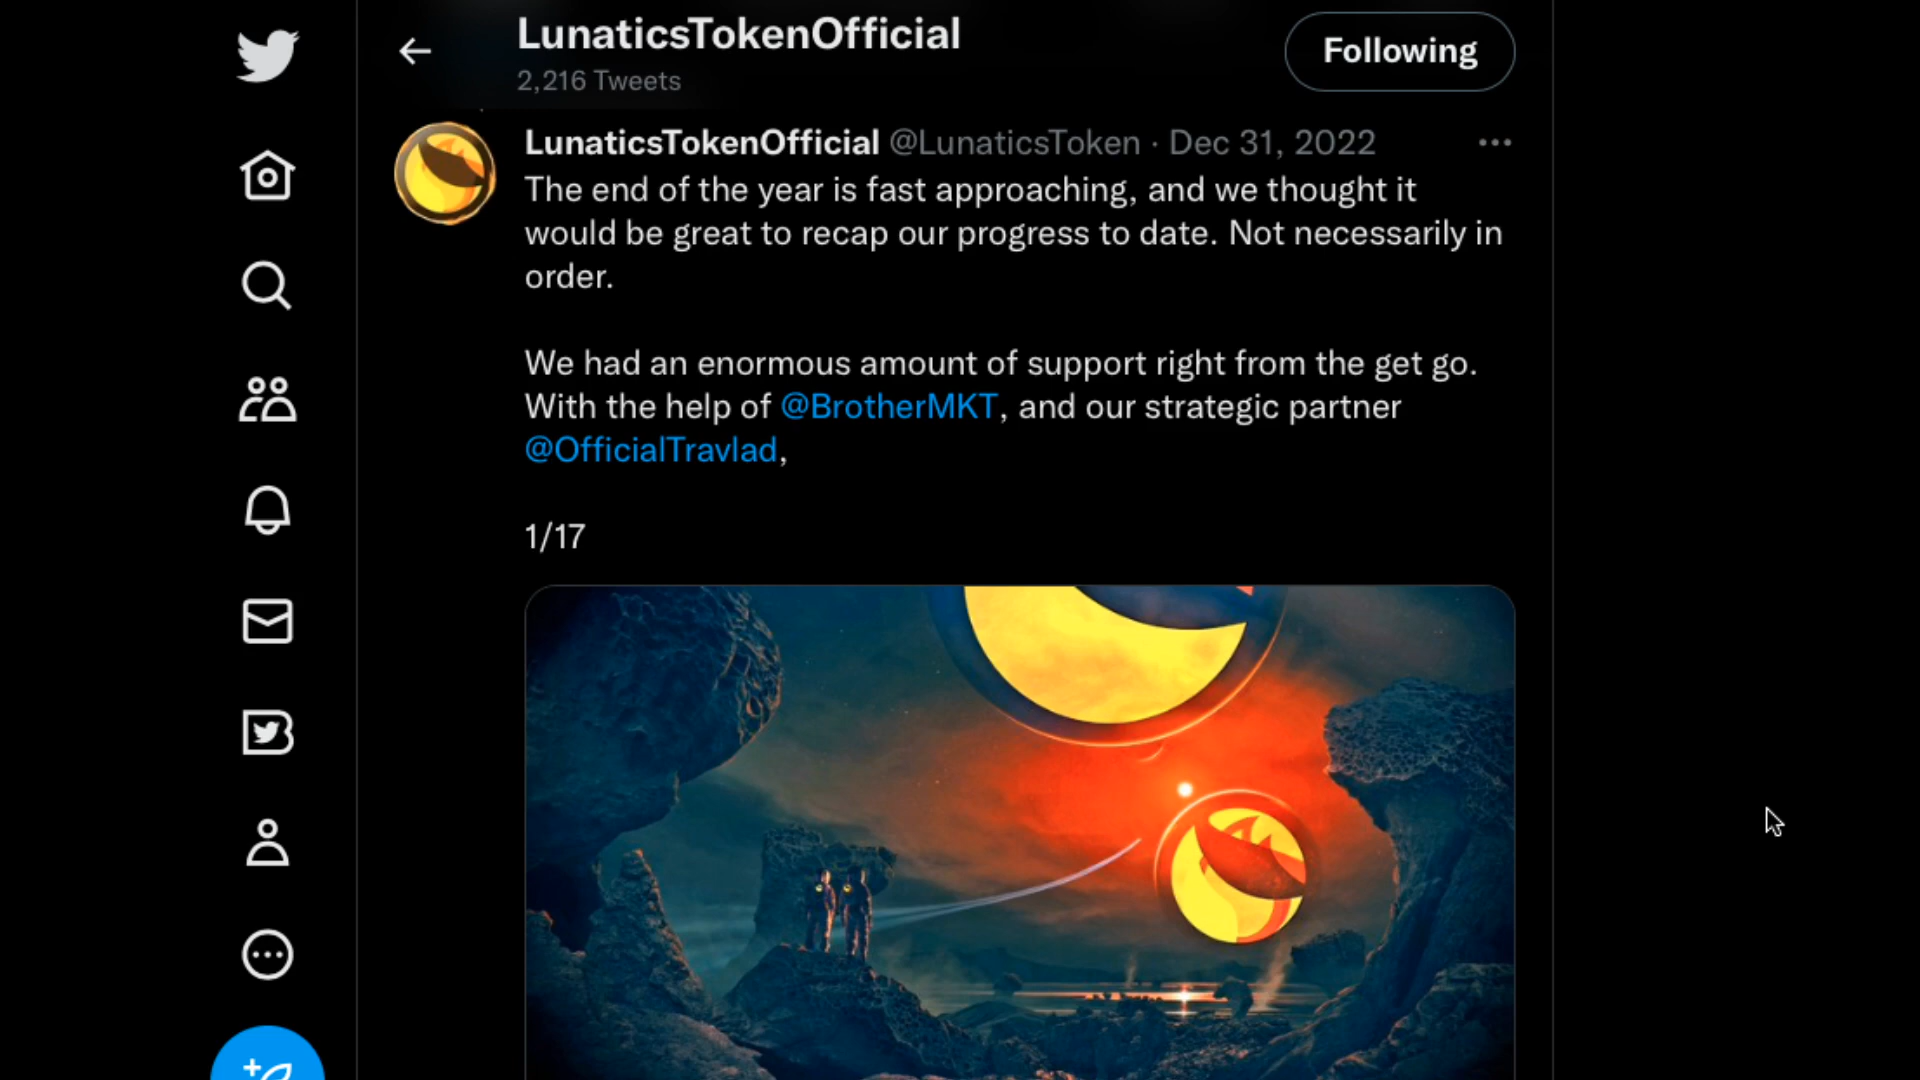 LunaticsTokenOfficial
2,216 Tweets
Following
LunaticsTokenOfficial @LunaticsToken · Dec 31, 2022
The end of the year is fast approaching, and we thought it
would be great to recap our progress to date. Not necessarily in
order.
We had an enormous amount of support right from the get go.
With the help of @BrotherMKT, and our strategic partner
@OfficialTravlad,
1/17